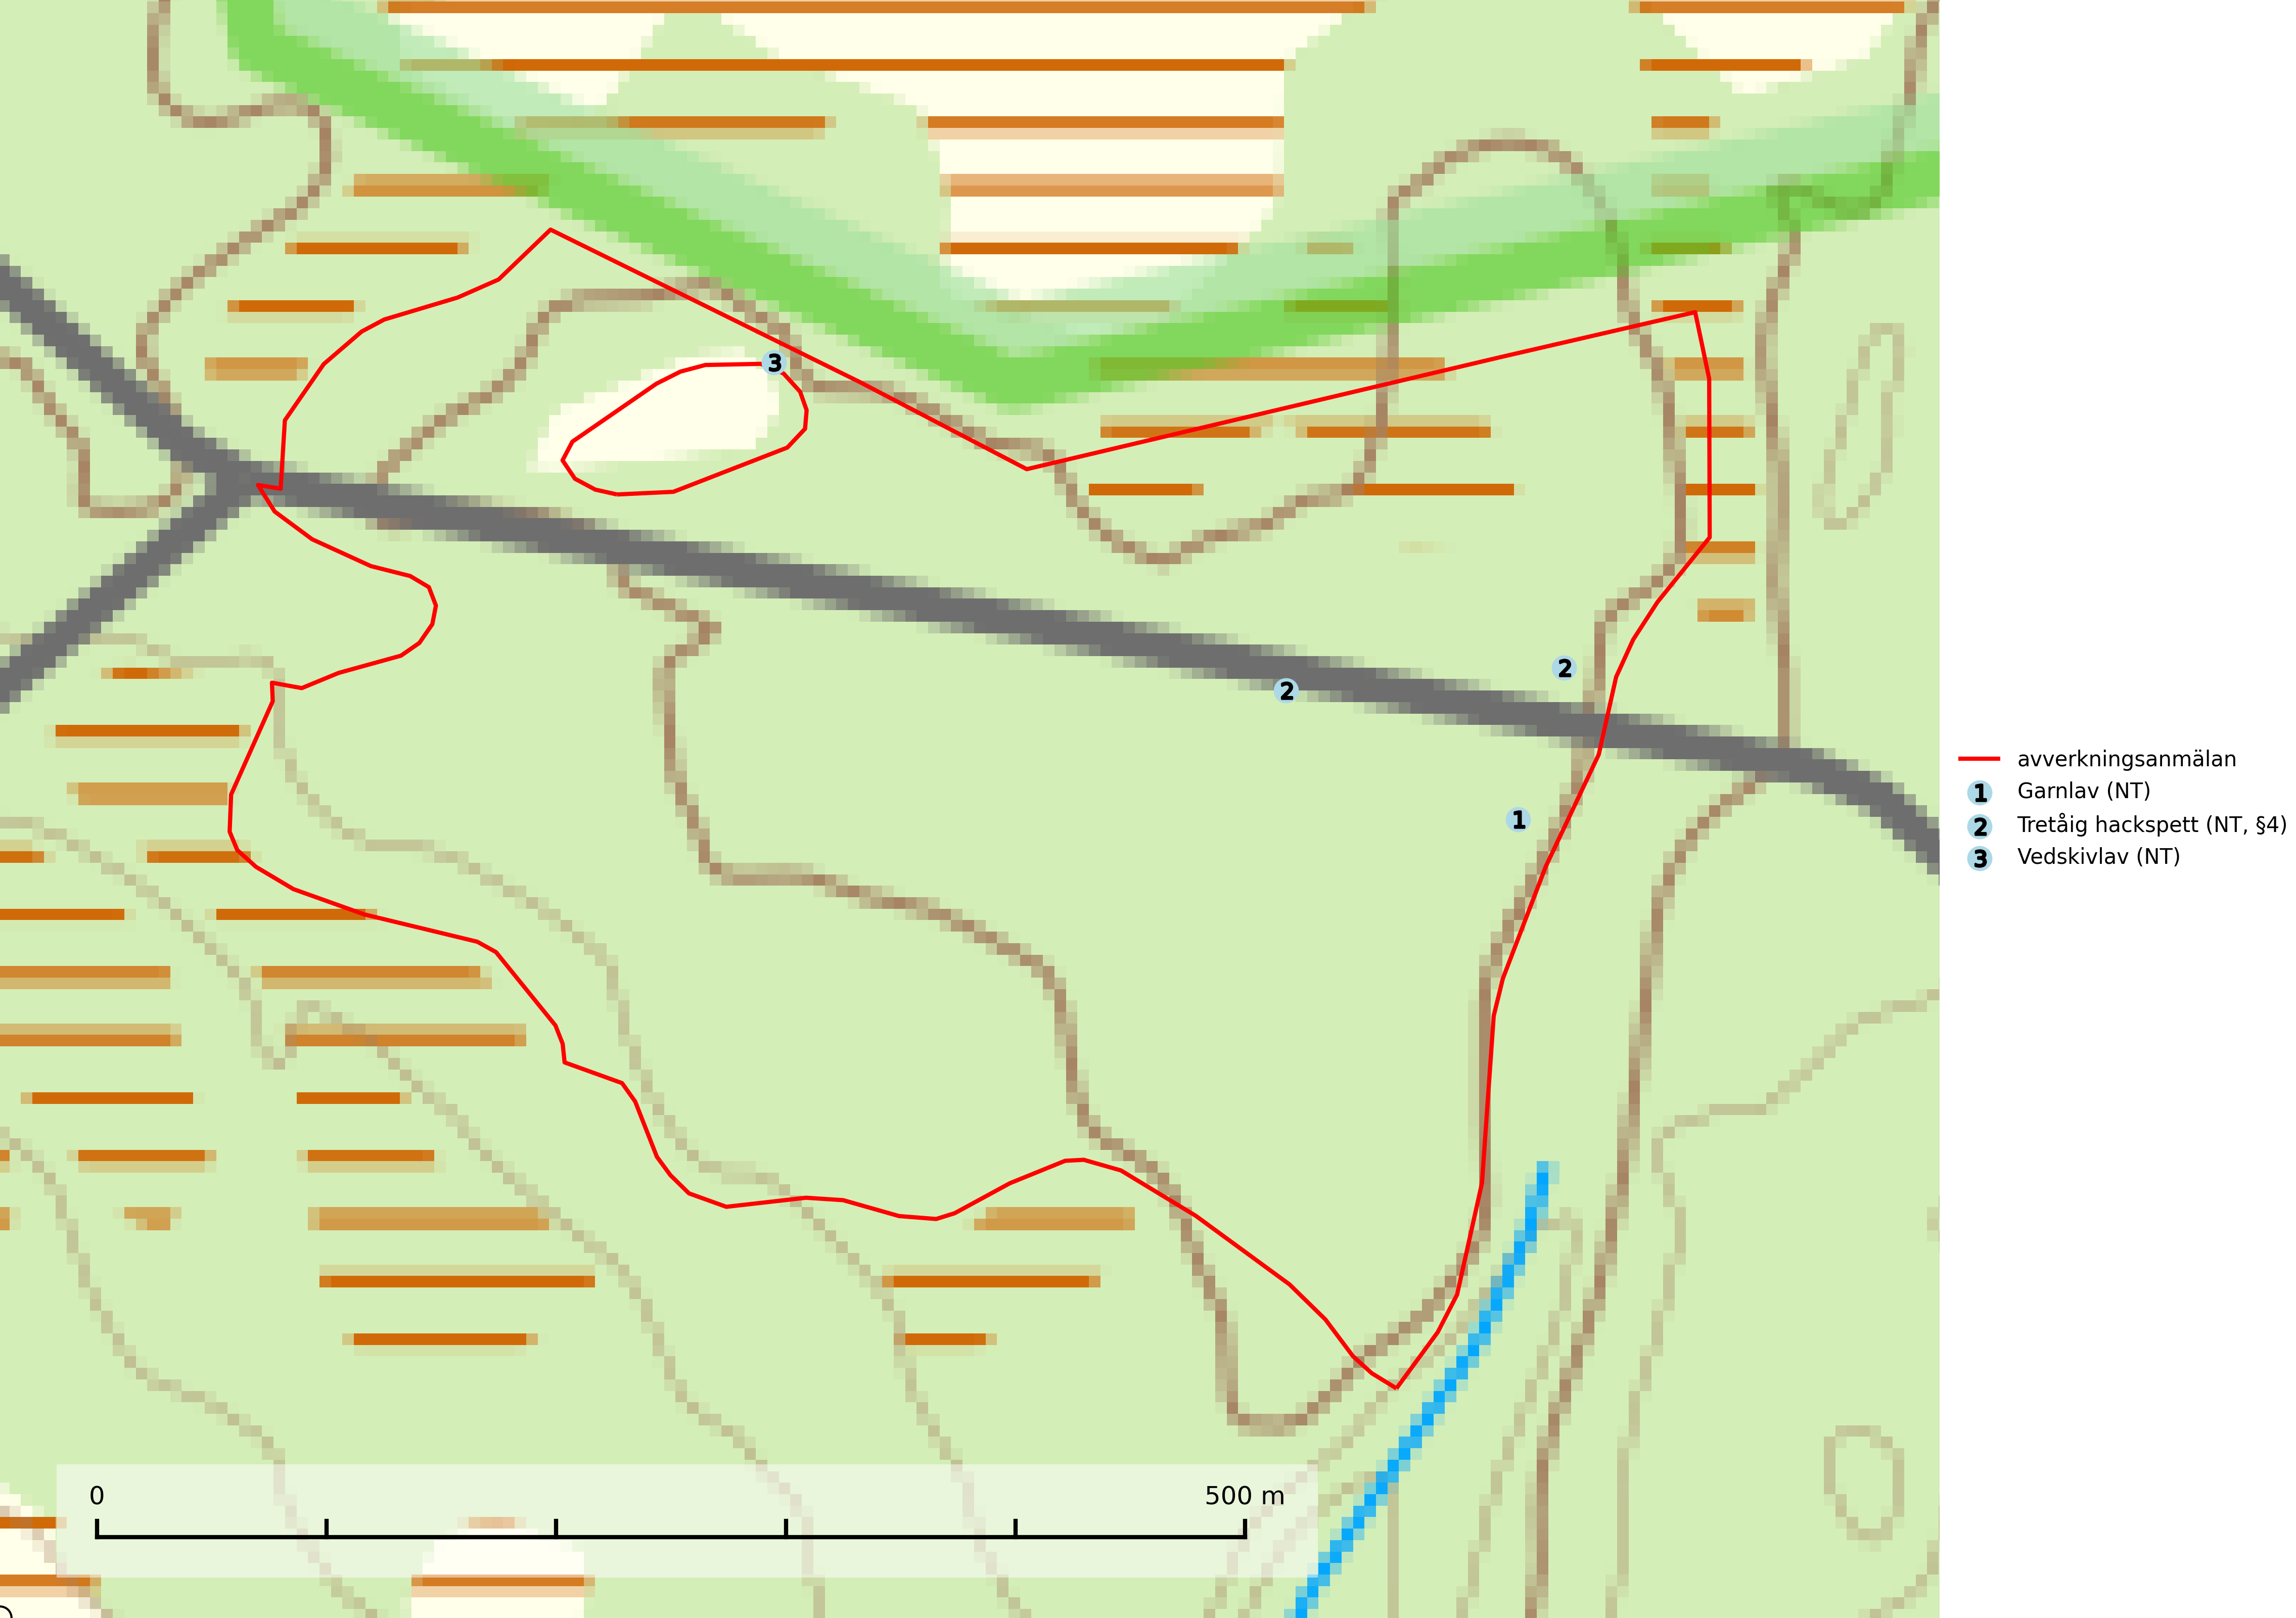 3
2
2
1
avverkningsanmälan
1 Garnlav (NT)
2 Tretåig hackspett (NT, §4)
3 Vedskivlav (NT)
0 500 m